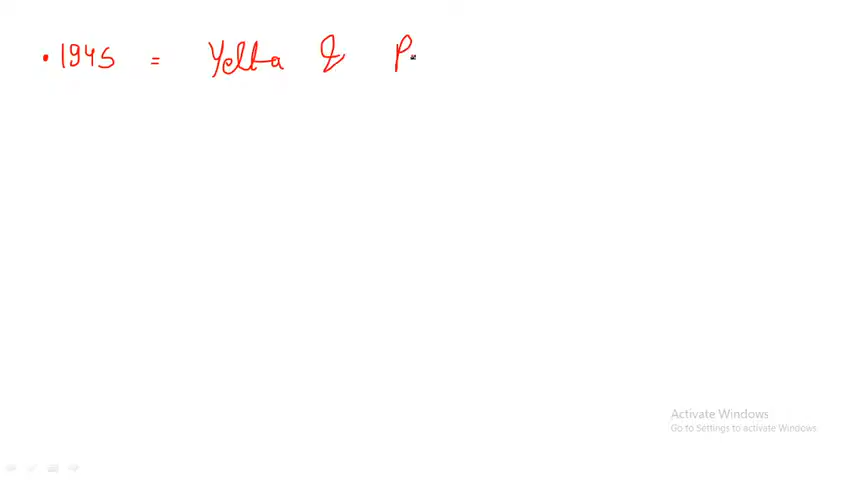 • 1945 = Yelta & P
Activate Windows
Go to Settings to activate Windows.